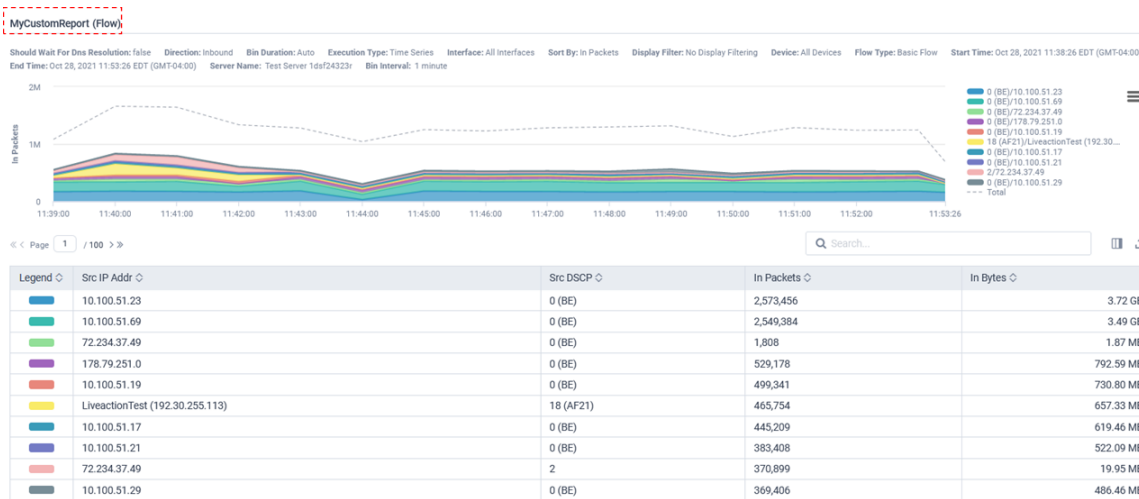 MyCustomReport (Flow)
Should Wait For Dns Resolution: false Direction: Inbound Bin Duration: Auto Execution Type: Time Series Interface: All Interfaces Sort By: In Packets Display Filter: No Display Filtering Device: All Devices Flow Type: Basic Flow Start Time: Oct 28, 2021 11:38:26 EDT (GMT-04:00)
End Time: Oct 28, 2021 11:53:26 EDT (GMT-04:00) Server Name: Test Server 1dsf24323r Bin Interval: 1 minute
2M
1M
0
In Packets
11:39:00 11:40:00 11:41:00 11:42:00 11:43:00 11:44:00 11:45:00 11:46:00 11:47:00 11:48:00 11:49:00 11:50:00 11:51:00 11:52:00 11:53:26
0 (BE)/10.100.51.23
0 (BE)/10.100.51.69
0 (BE)/72.234.37.49
0 (BE)/178.79.251.0
0 (BE)/10.100.51.19
18 (AF21)/LiveactionTest (192.30....
0 (BE)/10.100.51.17
0 (BE)/10.100.51.21
2/72.234.37.49
0 (BE)/10.100.51.29
Total
Page 1 / 100
Search...
Legend Src IP Addr Src DSCP In Packets In Bytes
10.100.51.23 0 (BE) 2,573,456 3.72 GB
10.100.51.69 0 (BE) 2,549,384 3.49 GB
72.234.37.49 0 (BE) 1,808 1.87 MB
178.79.251.0 0 (BE) 529,178 792.59 MB
10.100.51.19 0 (BE) 499,341 730.80 MB
LiveactionTest (192.30.255.113) 18 (AF21) 465,754 657.33 MB
10.100.51.17 0 (BE) 445,209 619.46 MB
10.100.51.21 0 (BE) 383,408 522.09 MB
72.234.37.49 2 370,899 19.95 MB
10.100.51.29 0 (BE) 369,406 486.46 MB